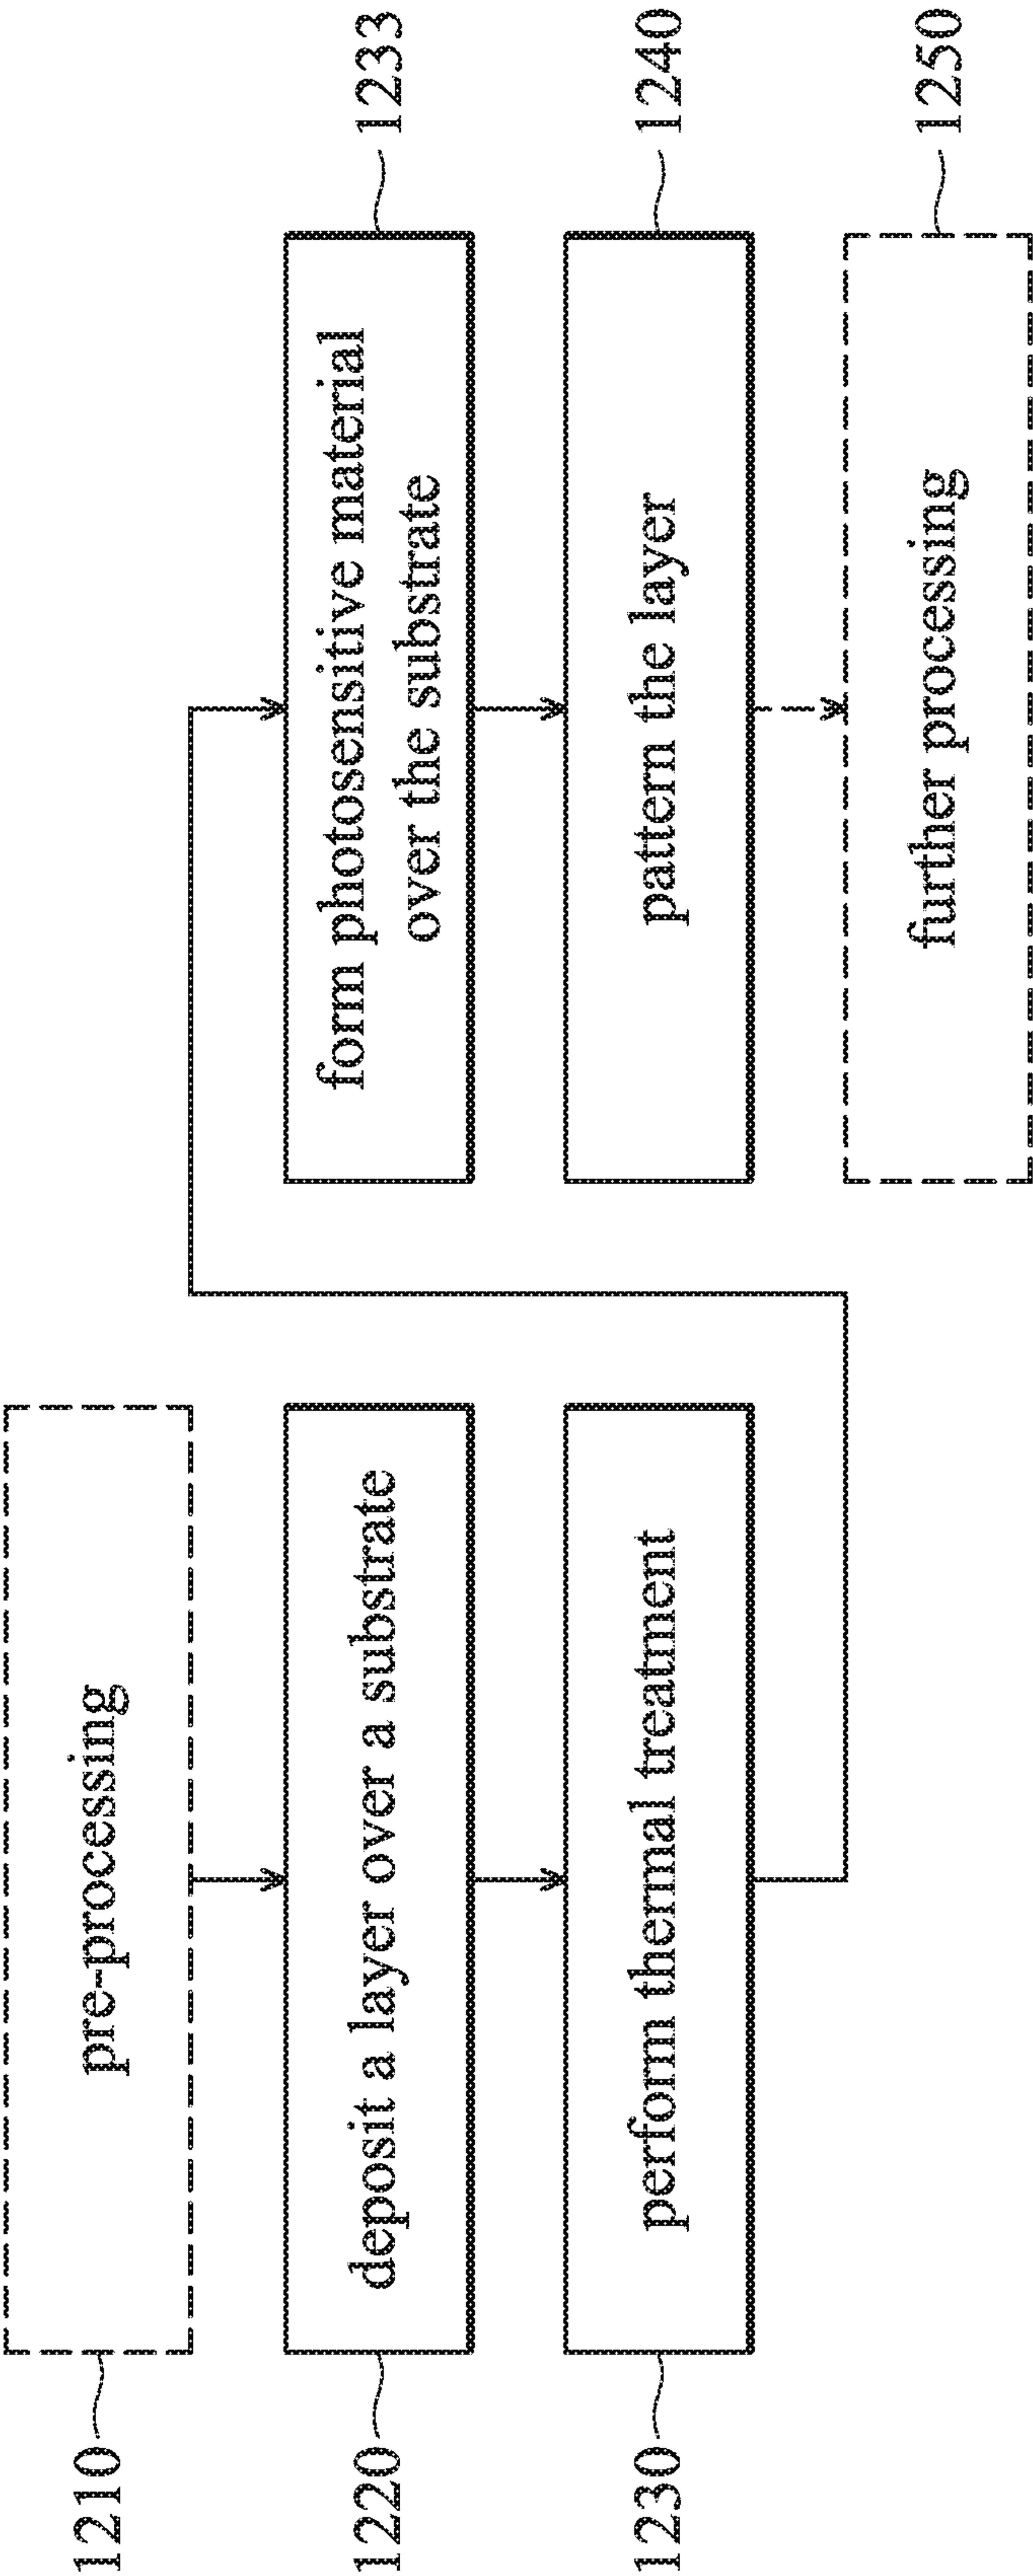 1210
pre-processing
1220
deposit a layer over a substrate
1230
perform thermal treatment
form photosensitive material
over the substrate
1233
pattern the layer
1240
further processing
1250